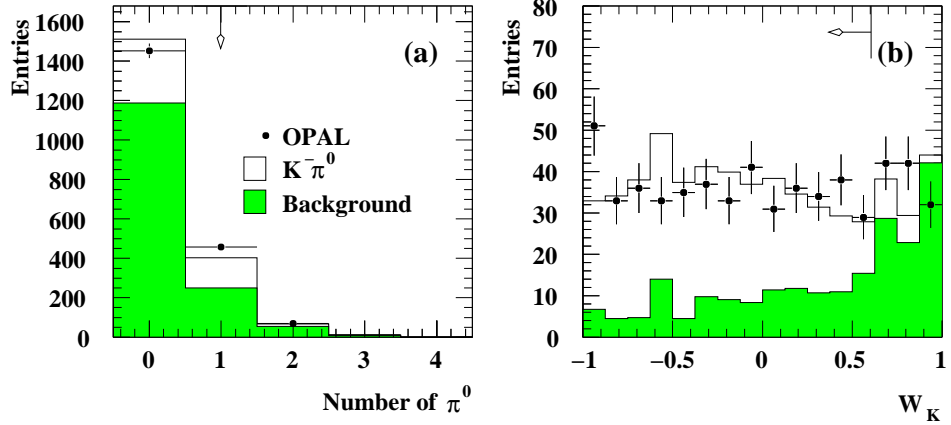 Entries
1600
1400
1200
1000
800
600
400
200
0
0 1 2 3 4
Number of π⁰
(a)
OPAL
K⁻π⁰
Background
Entries
80
70
60
50
40
30
20
10
0
−1 −0.5 0 0.5 1
W_K
(b)